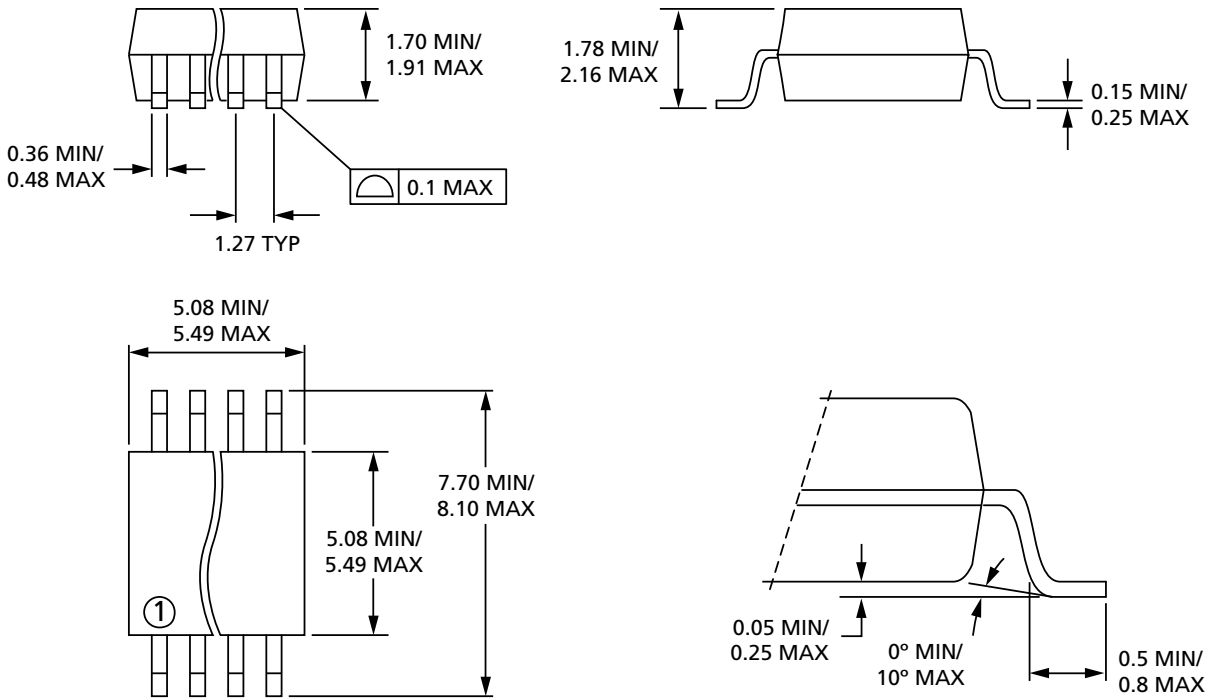 1.70 MIN/
1.91 MAX
1.78 MIN/
2.16 MAX
0.15 MIN/
0.25 MAX
0.36 MIN/
0.48 MAX
0.1 MAX
1.27 TYP
5.08 MIN/
5.49 MAX
7.70 MIN/
8.10 MAX
5.08 MIN/
5.49 MAX
1
0.05 MIN/
0.25 MAX
0º MIN/
10º MAX
0.5 MIN/
0.8 MAX